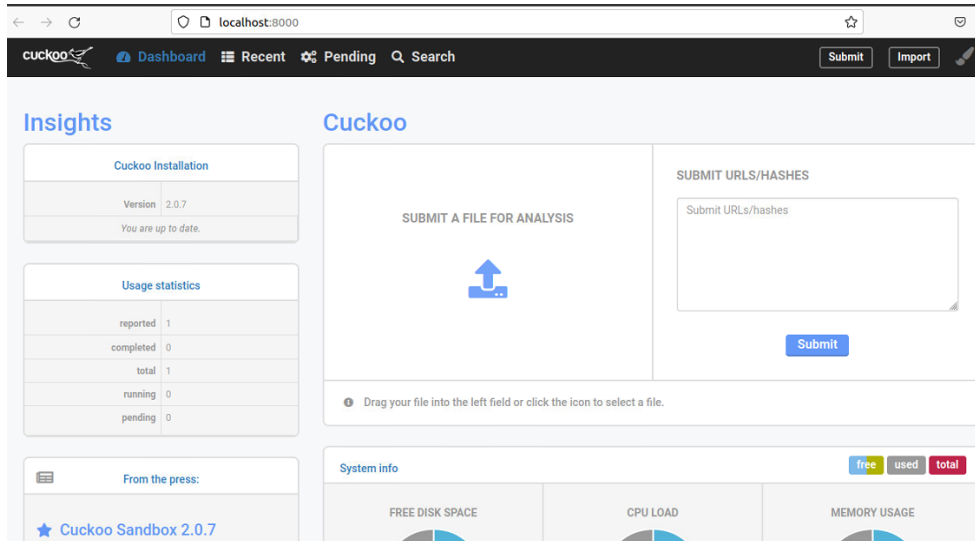 localhost:8000
cuckoo Dashboard Recent Pending Search Submit Import
Insights
Cuckoo Installation
Version 2.0.7
You are up to date.
Usage statistics
reported 1
completed 0
total 1
running 0
pending 0
From the press:
Cuckoo Sandbox 2.0.7
Cuckoo
SUBMIT A FILE FOR ANALYSIS
SUBMIT URLS/HASHES
Submit URLs/hashes
Submit
Drag your file into the left field or click the icon to select a file.
System info
free used total
FREE DISK SPACE
CPU LOAD
MEMORY USAGE